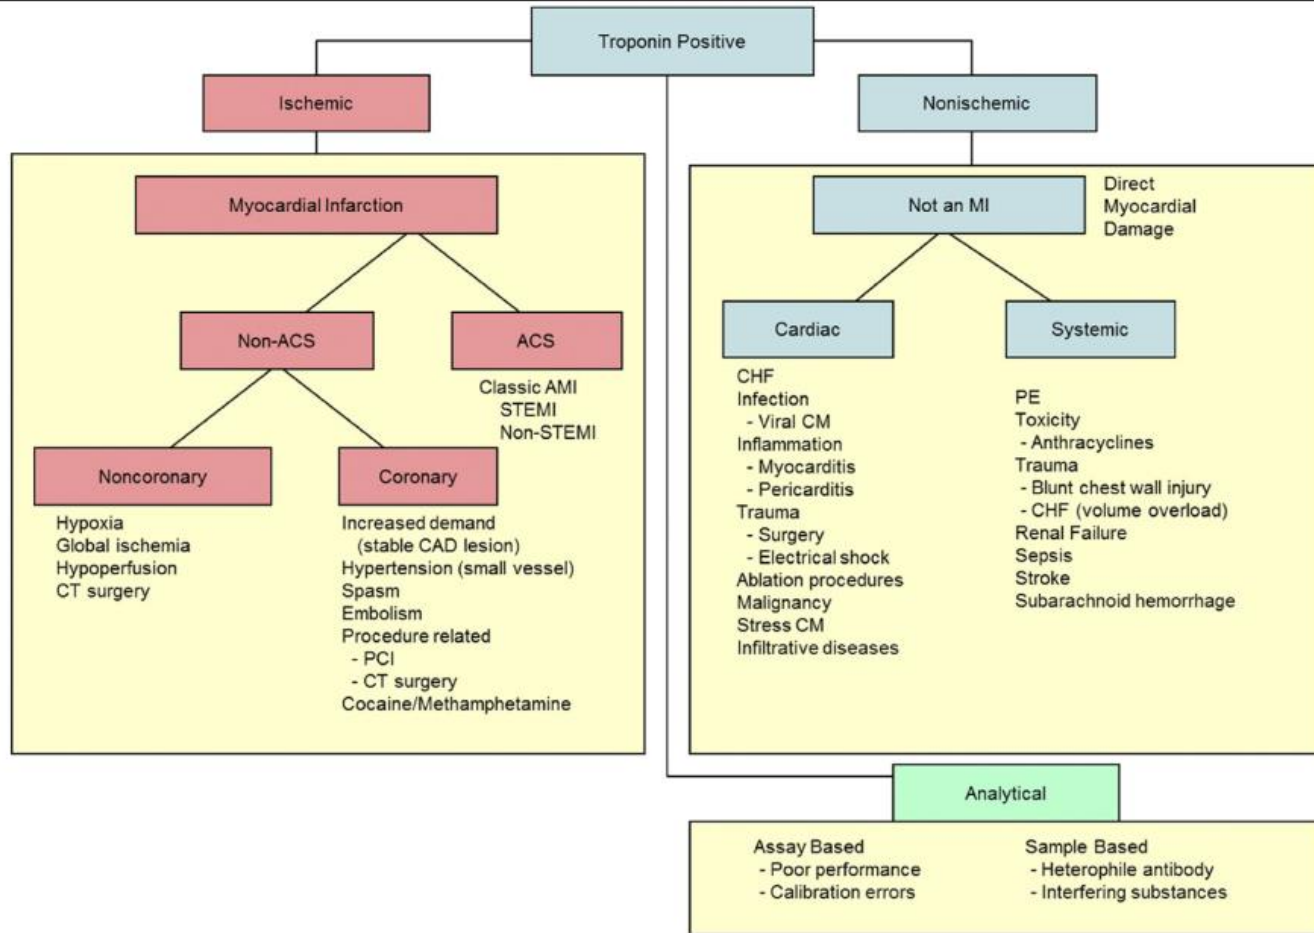 Troponin Positive
Ischemic
Nonischemic
Myocardial Infarction
Non-ACS
ACS
Classic AMI
STEMI
Non-STEMI
Noncoronary
Hypoxia
Global ischemia
Hypoperfusion
CT surgery
Coronary
Increased demand
(stable CAD lesion)
Hypertension (small vessel)
Spasm
Embolism
Procedure related
- PCI
- CT surgery
Cocaine/Methamphetamine
Not an MI
Direct
Myocardial
Damage
Cardiac
CHF
Infection
- Viral CM
Inflammation
- Myocarditis
- Pericarditis
Trauma
- Surgery
- Electrical shock
Ablation procedures
Malignancy
Stress CM
Infiltrative diseases
Systemic
PE
Toxicity
- Anthracyclines
Trauma
- Blunt chest wall injury
- CHF (volume overload)
Renal Failure
Sepsis
Stroke
Subarachnoid hemorrhage
Analytical
Assay Based
- Poor performance
- Calibration errors
Sample Based
- Heterophile antibody
- Interfering substances